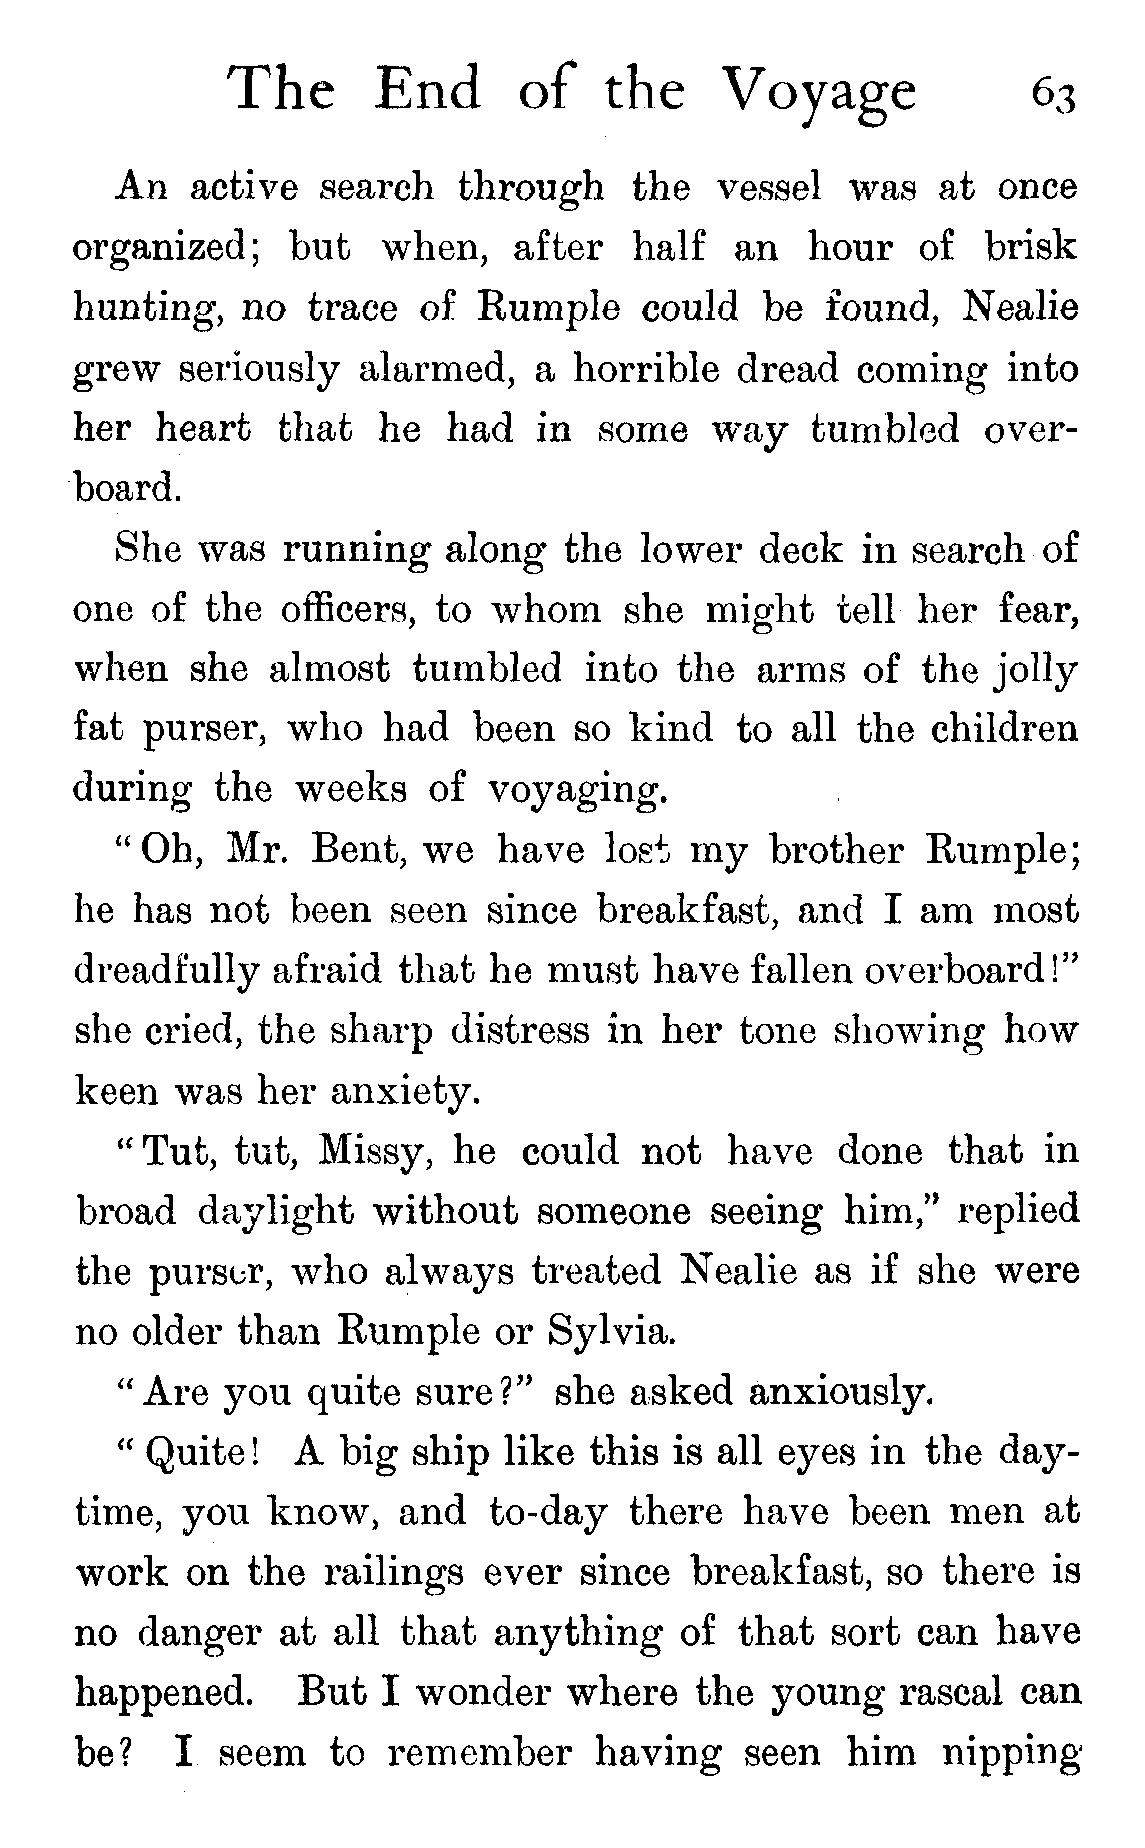 The End of the Voyage 63
An active search through the vessel was at once
organized; but when, after half an hour of brisk
hunting, no trace of Rumple could be found, Nealie
grew seriously alarmed, a horrible dread coming into
her heart that he had in some way tumbled over-
board.
She was running along the lower deck in search of
one of the officers, to whom she might tell her fear,
when she almost tumbled into the arms of the jolly
fat purser, who had been so kind to all the children
during the weeks of voyaging.
“Oh, Mr. Bent, we have lost my brother Rumple;
he has not been seen since breakfast, and I am most
dreadfully afraid that he must have fallen overboard!”
she cried, the sharp distress in her tone showing how
keen was her anxiety.
“Tut, tut, Missy, he could not have done that in
broad daylight without someone seeing him,” replied
the purser, who always treated Nealie as if she were
no older than Rumple or Sylvia.
“Are you quite sure?” she asked anxiously.
“Quite! A big ship like this is all eyes in the day-
time, you know, and to-day there have been men at
work on the railings ever since breakfast, so there is
no danger at all that anything of that sort can have
happened. But I wonder where the young rascal can
be? I seem to remember having seen him nipping